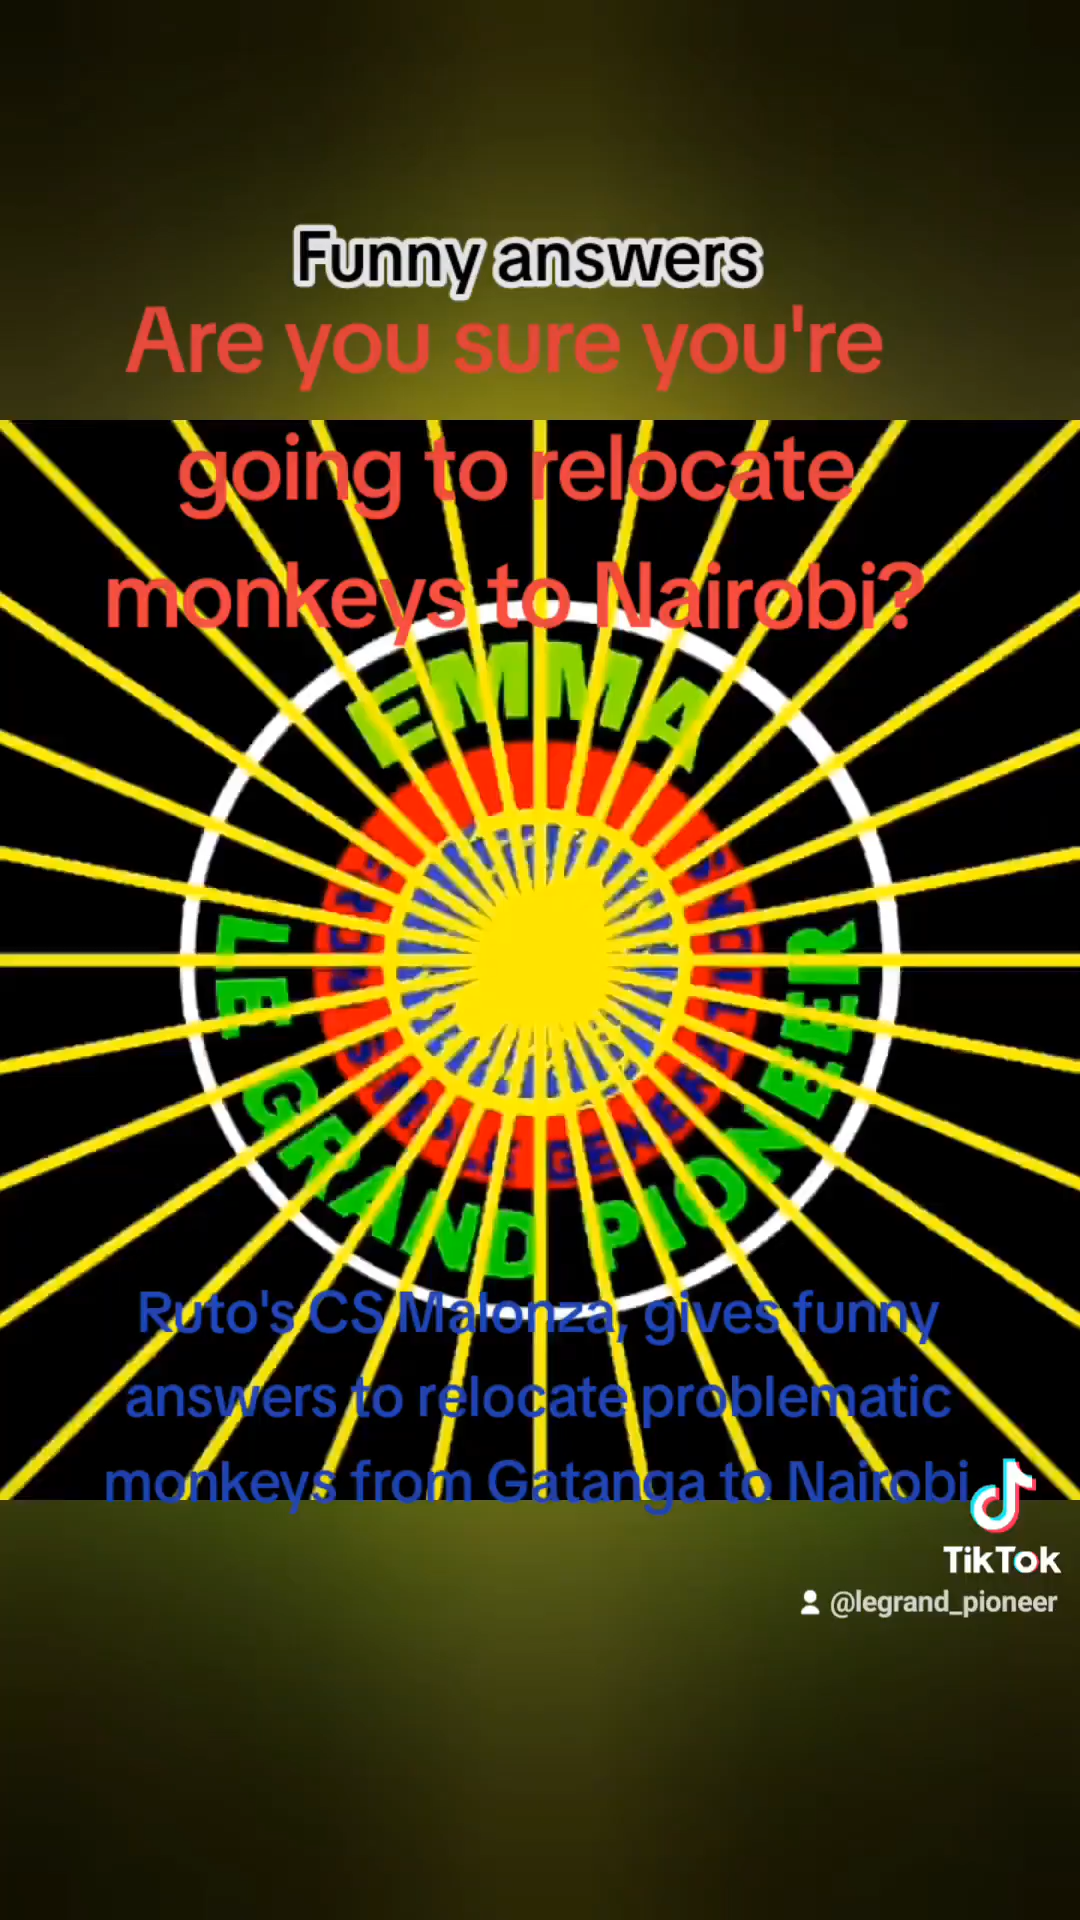 Funny answers
Are you sure you're
going to relocate
monkeys to Nairobi?
EMMA
LE GRAND PIONEER
GENERATIONS
Ruto's CS Malonza, gives funny
answers to relocate problematic
monkeys from Gatanga to Nairobi
TikTok
@legrand_pioneer